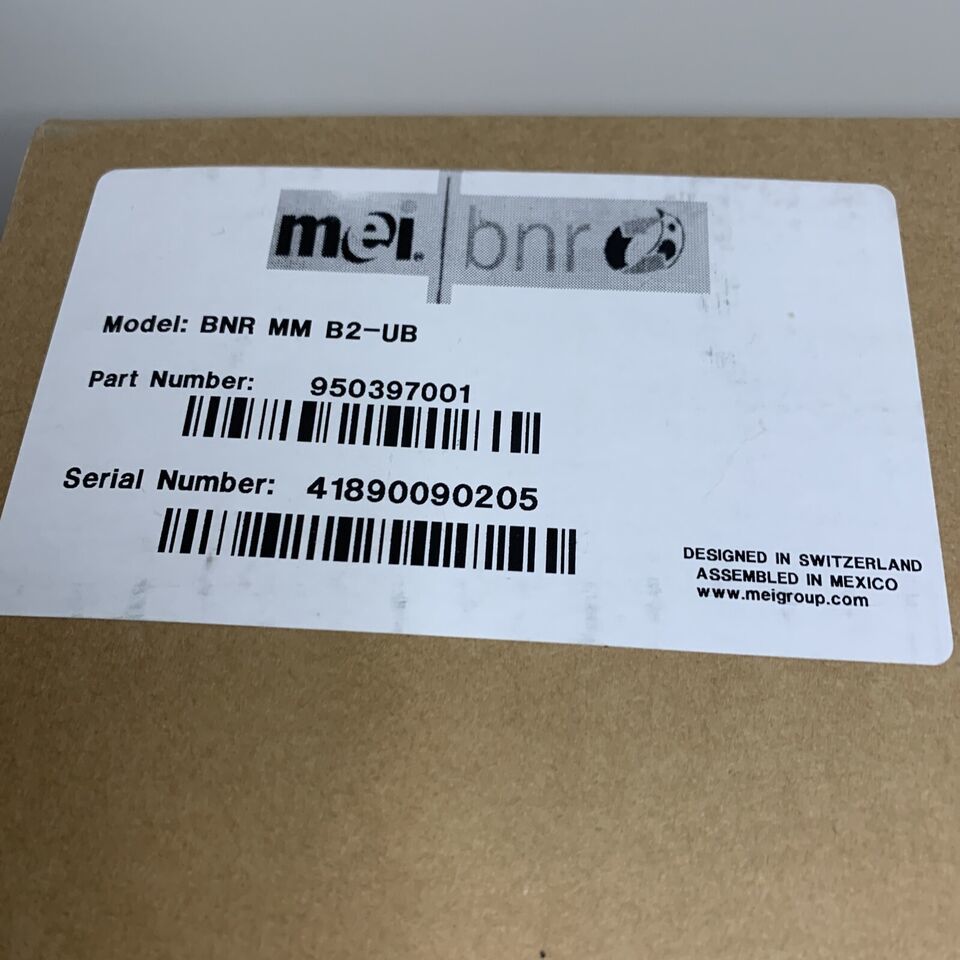 mei. bnr
Model: BNR MM B2-UB
Part Number: 950397001
Serial Number: 41890090205
DESIGNED IN SWITZERLAND
ASSEMBLED IN MEXICO
www.meigroup.com